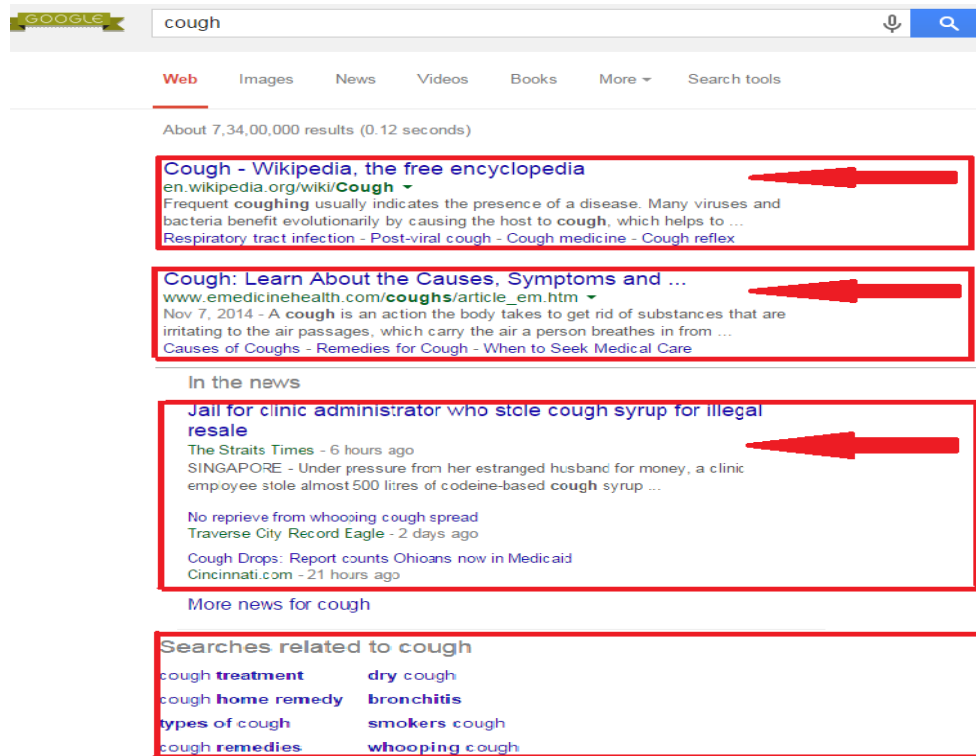 GOOGLE
cough
Web Images News Videos Books More Search tools
About 7,34,00,000 results (0.12 seconds)
Cough - Wikipedia, the free encyclopedia
en.wikipedia.org/wiki/Cough
Frequent coughing usually indicates the presence of a disease. Many viruses and
bacteria benefit evolutionarily by causing the host to cough, which helps to ...
Respiratory tract infection - Post-viral cough - Cough medicine - Cough reflex
Cough: Learn About the Causes, Symptoms and ...
www.emedicinehealth.com/coughs/article_em.htm
Nov 7, 2014 - A cough is an action the body takes to get rid of substances that are
irritating to the air passages, which carry the air a person breathes in from ...
Causes of Coughs - Remedies for Cough - When to Seek Medical Care
In the news
Jail for clinic administrator who stole cough syrup for illegal
resale
The Straits Times - 6 hours ago
SINGAPORE - Under pressure from her estranged husband for money, a clinic
employee stole almost 500 litres of codeine-based cough syrup ...
No reprieve from whooping cough spread
Traverse City Record Eagle - 2 days ago
Cough Drops: Report counts Ohioans now in Medicaid
Cincinnati.com - 21 hours ago
More news for cough
Searches related to cough
cough treatment dry cough
cough home remedy bronchitis
types of cough smokers cough
cough remedies whooping cough